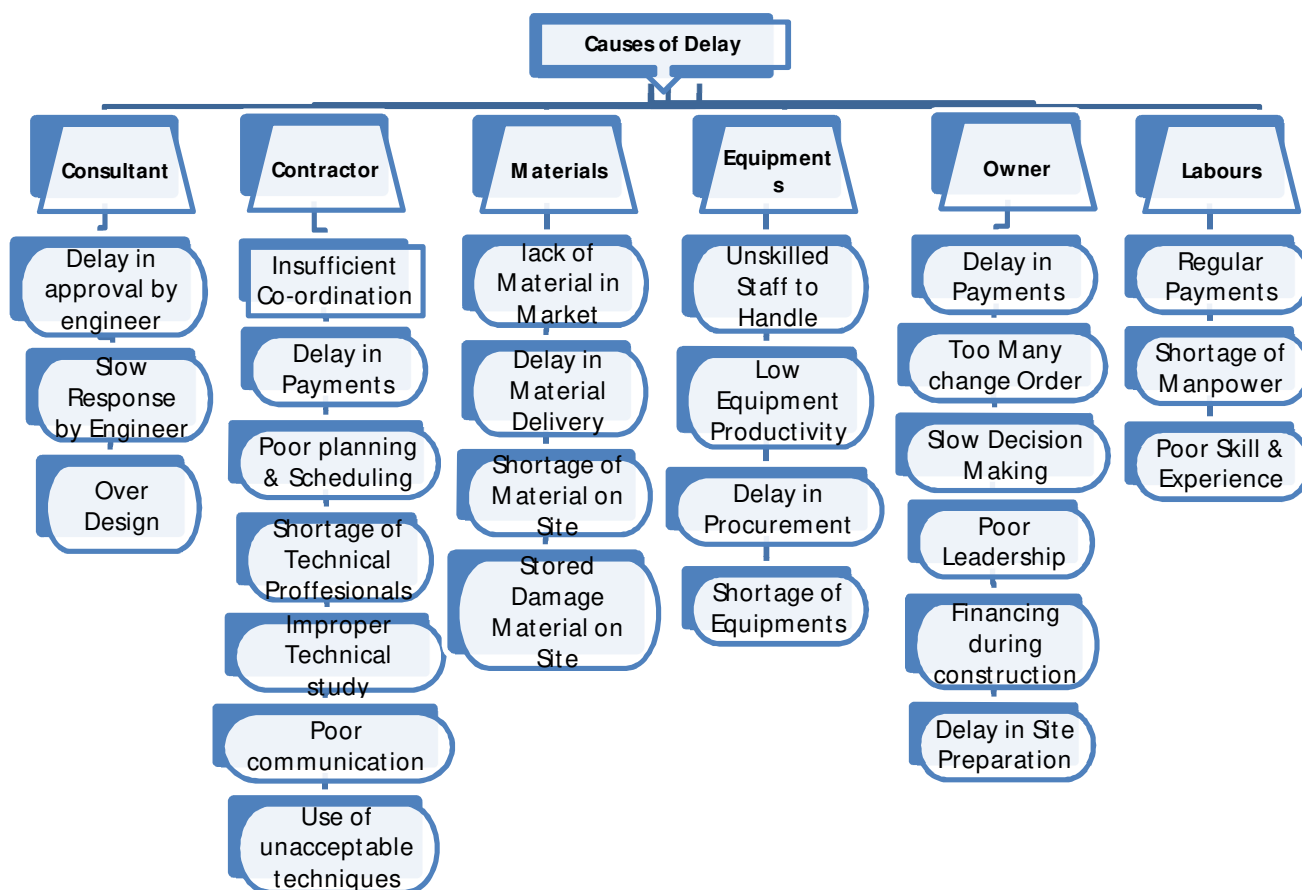 Causes of Delay
Consultant
Delay in
approval by
engineer
Slow
Response
by Engineer
Over
Design
Contractor
Insufficient
Co-ordination
Delay in
Payments
Poor planning
& Scheduling
Shortage of
Technical
Proffesionals
Improper
Technical
study
Poor
communication
Use of
unacceptable
techniques
Materials
lack of
Material in
Market
Delay in
Material
Delivery
Shortage of
Material on
Site
Stored
Damage
Material on
Site
Equipment
s
Unskilled
Staff to
Handle
Low
Equipment
Productivity
Delay in
Procurement
Shortage of
Equipments
Owner
Delay in
Payments
Too Many
change Order
Slow Decision
Making
Poor
Leadership
Financing
during
construction
Delay in Site
Preparation
Labours
Regular
Payments
Shortage of
Manpower
Poor Skill &
Experience